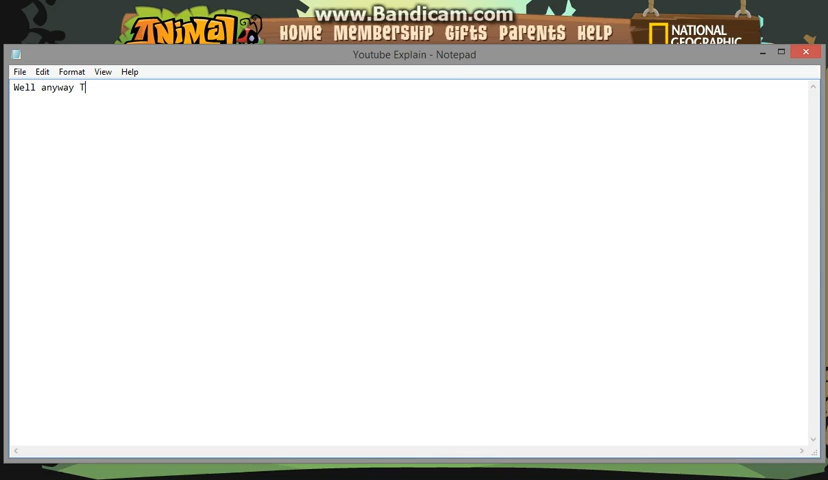 www.Bandicam.com
ANIMAL
HOME MEMBERSHIP GIFTS PARENTS HELP
NATIONAL
GEOGRAPHIC
Youtube Explain - Notepad
File Edit Format View Help
Well anyway T